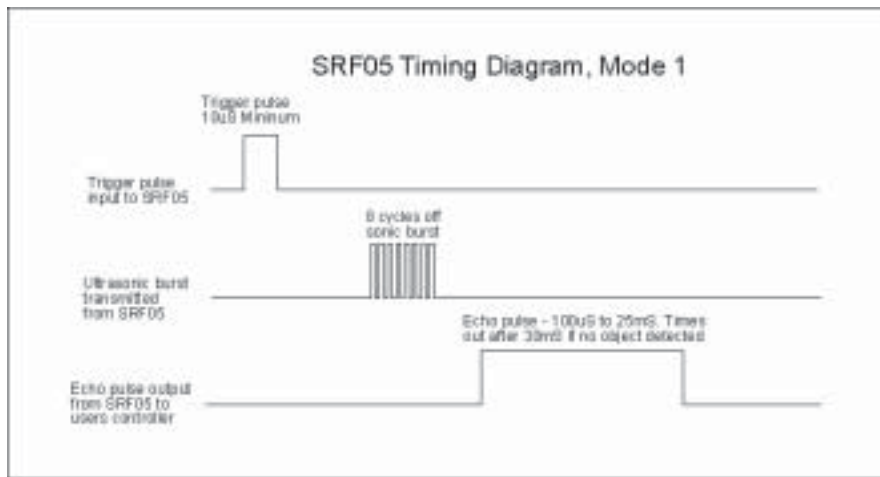 SRF05 Timing Diagram, Mode 1
Trigger pulse
10uS Mininum
Trigger pulse
input to SRF05
8 cycles off
sonic burst
Ultrasonic burst
transmitted
from SRF05
Echo pulse - 100uS to 25mS. Times
out after 30mS if no object detected
Echo pulse output
from SRF05 to
users controller